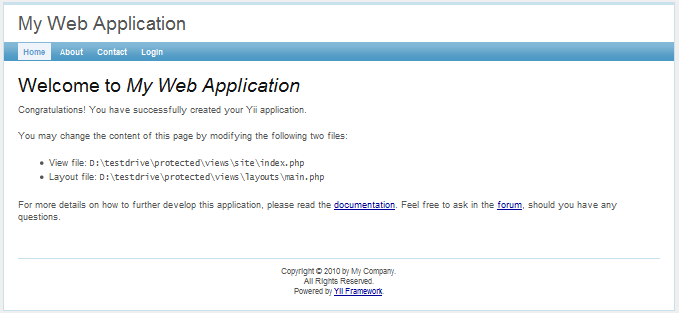 My Web Application
Home About Contact Login
Welcome to My Web Application
Congratulations! You have successfully created your Yii application.
You may change the content of this page by modifying the following two files:
• View file: D:\testdrive\protected\views\site\index.php
• Layout file: D:\testdrive\protected\views\layouts\main.php
For more details on how to further develop this application, please read the documentation. Feel free to ask in the forum, should you have any
questions.
Copyright © 2010 by My Company.
All Rights Reserved.
Powered by Yii Framework.